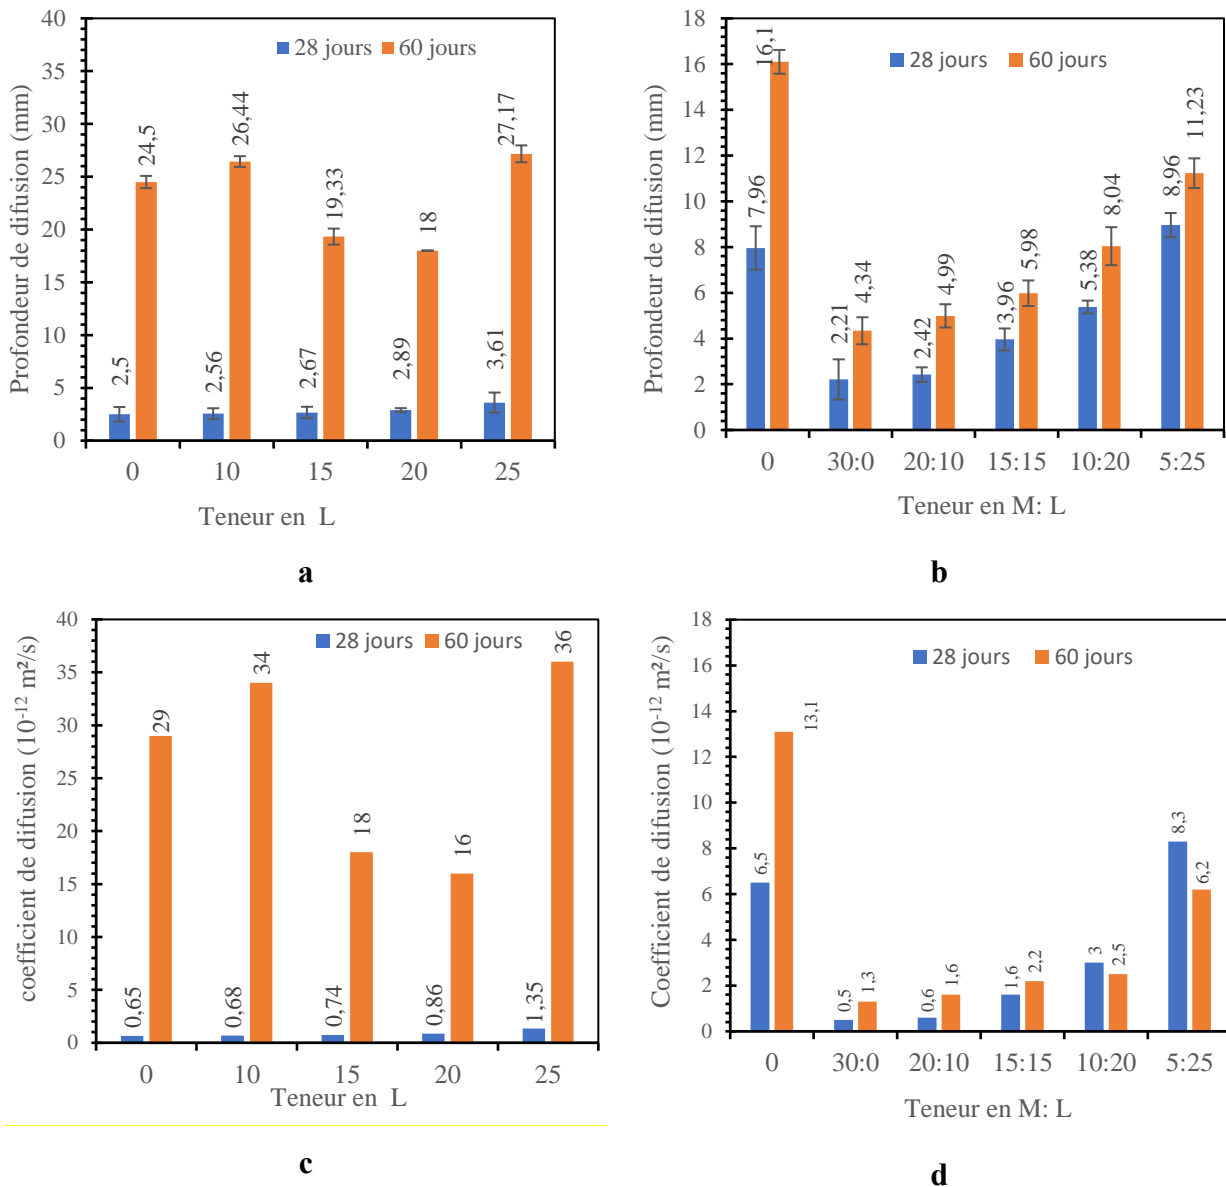 40
35
30
25
20
15
10
5
0
Profondeur de difusion (mm)
28 jours 60 jours
2,5 24,5 2,56 26,44 2,67 19,33 2,89 18 3,61 27,17
0 10 15 20 25
Teneur en L
a
18
16
14
12
10
8
6
4
2
0
Profondeur de difusion (mm)
28 jours 60 jours
7,96 16,1 2,21 4,34 2,42 4,99 3,96 5,98 5,38 8,04 8,96 11,23
0 30:0 20:10 15:15 10:20 5:25
Teneur en M: L
b
40
35
30
25
20
15
10
5
0
coefficient de difusion (10⁻¹² m²/s)
28 jours 60 jours
0,65 29 0,68 34 0,74 18 0,86 16 1,35 36
0 10 15 20 25
Teneur en L
c
18
16
14
12
10
8
6
4
2
0
Coefficient de difusion (10⁻¹² m²/s)
28 jours 60 jours
6,5 13,1 0,5 1,3 0,6 1,6 1,6 2,2 3 2,5 8,3 6,2
0 30:0 20:10 15:15 10:20 5:25
Teneur en M: L
d